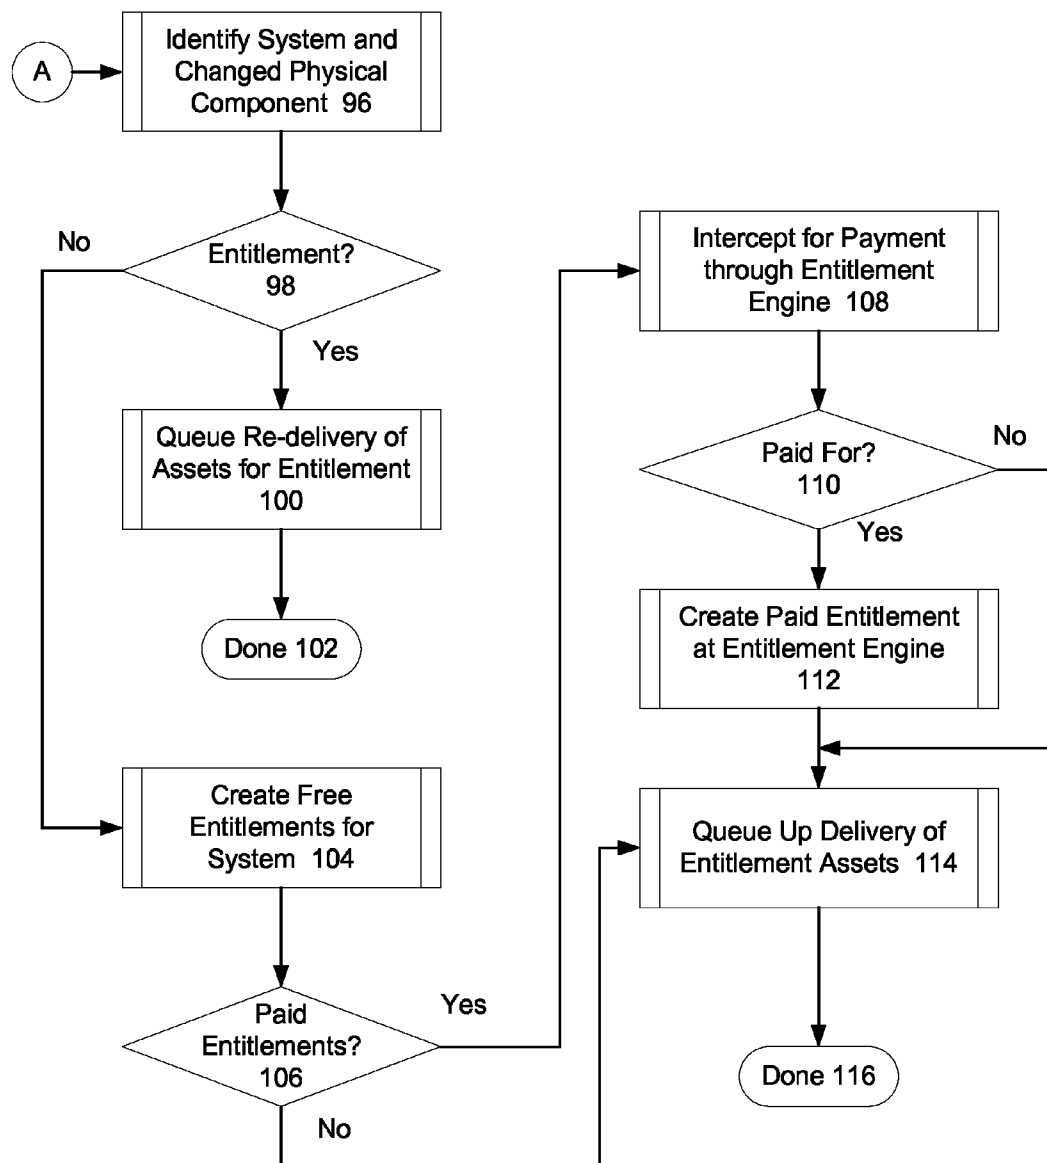 A
Identify System and
Changed Physical
Component 96
No
Entitlement?
98
Yes
Queue Re-delivery of
Assets for Entitlement
100
Done 102
Create Free
Entitlements for
System 104
Paid
Entitlements?
106
Yes
No
Intercept for Payment
through Entitlement
Engine 108
Paid For?
110
No
Yes
Create Paid Entitlement
at Entitlement Engine
112
Queue Up Delivery of
Entitlement Assets 114
Done 116